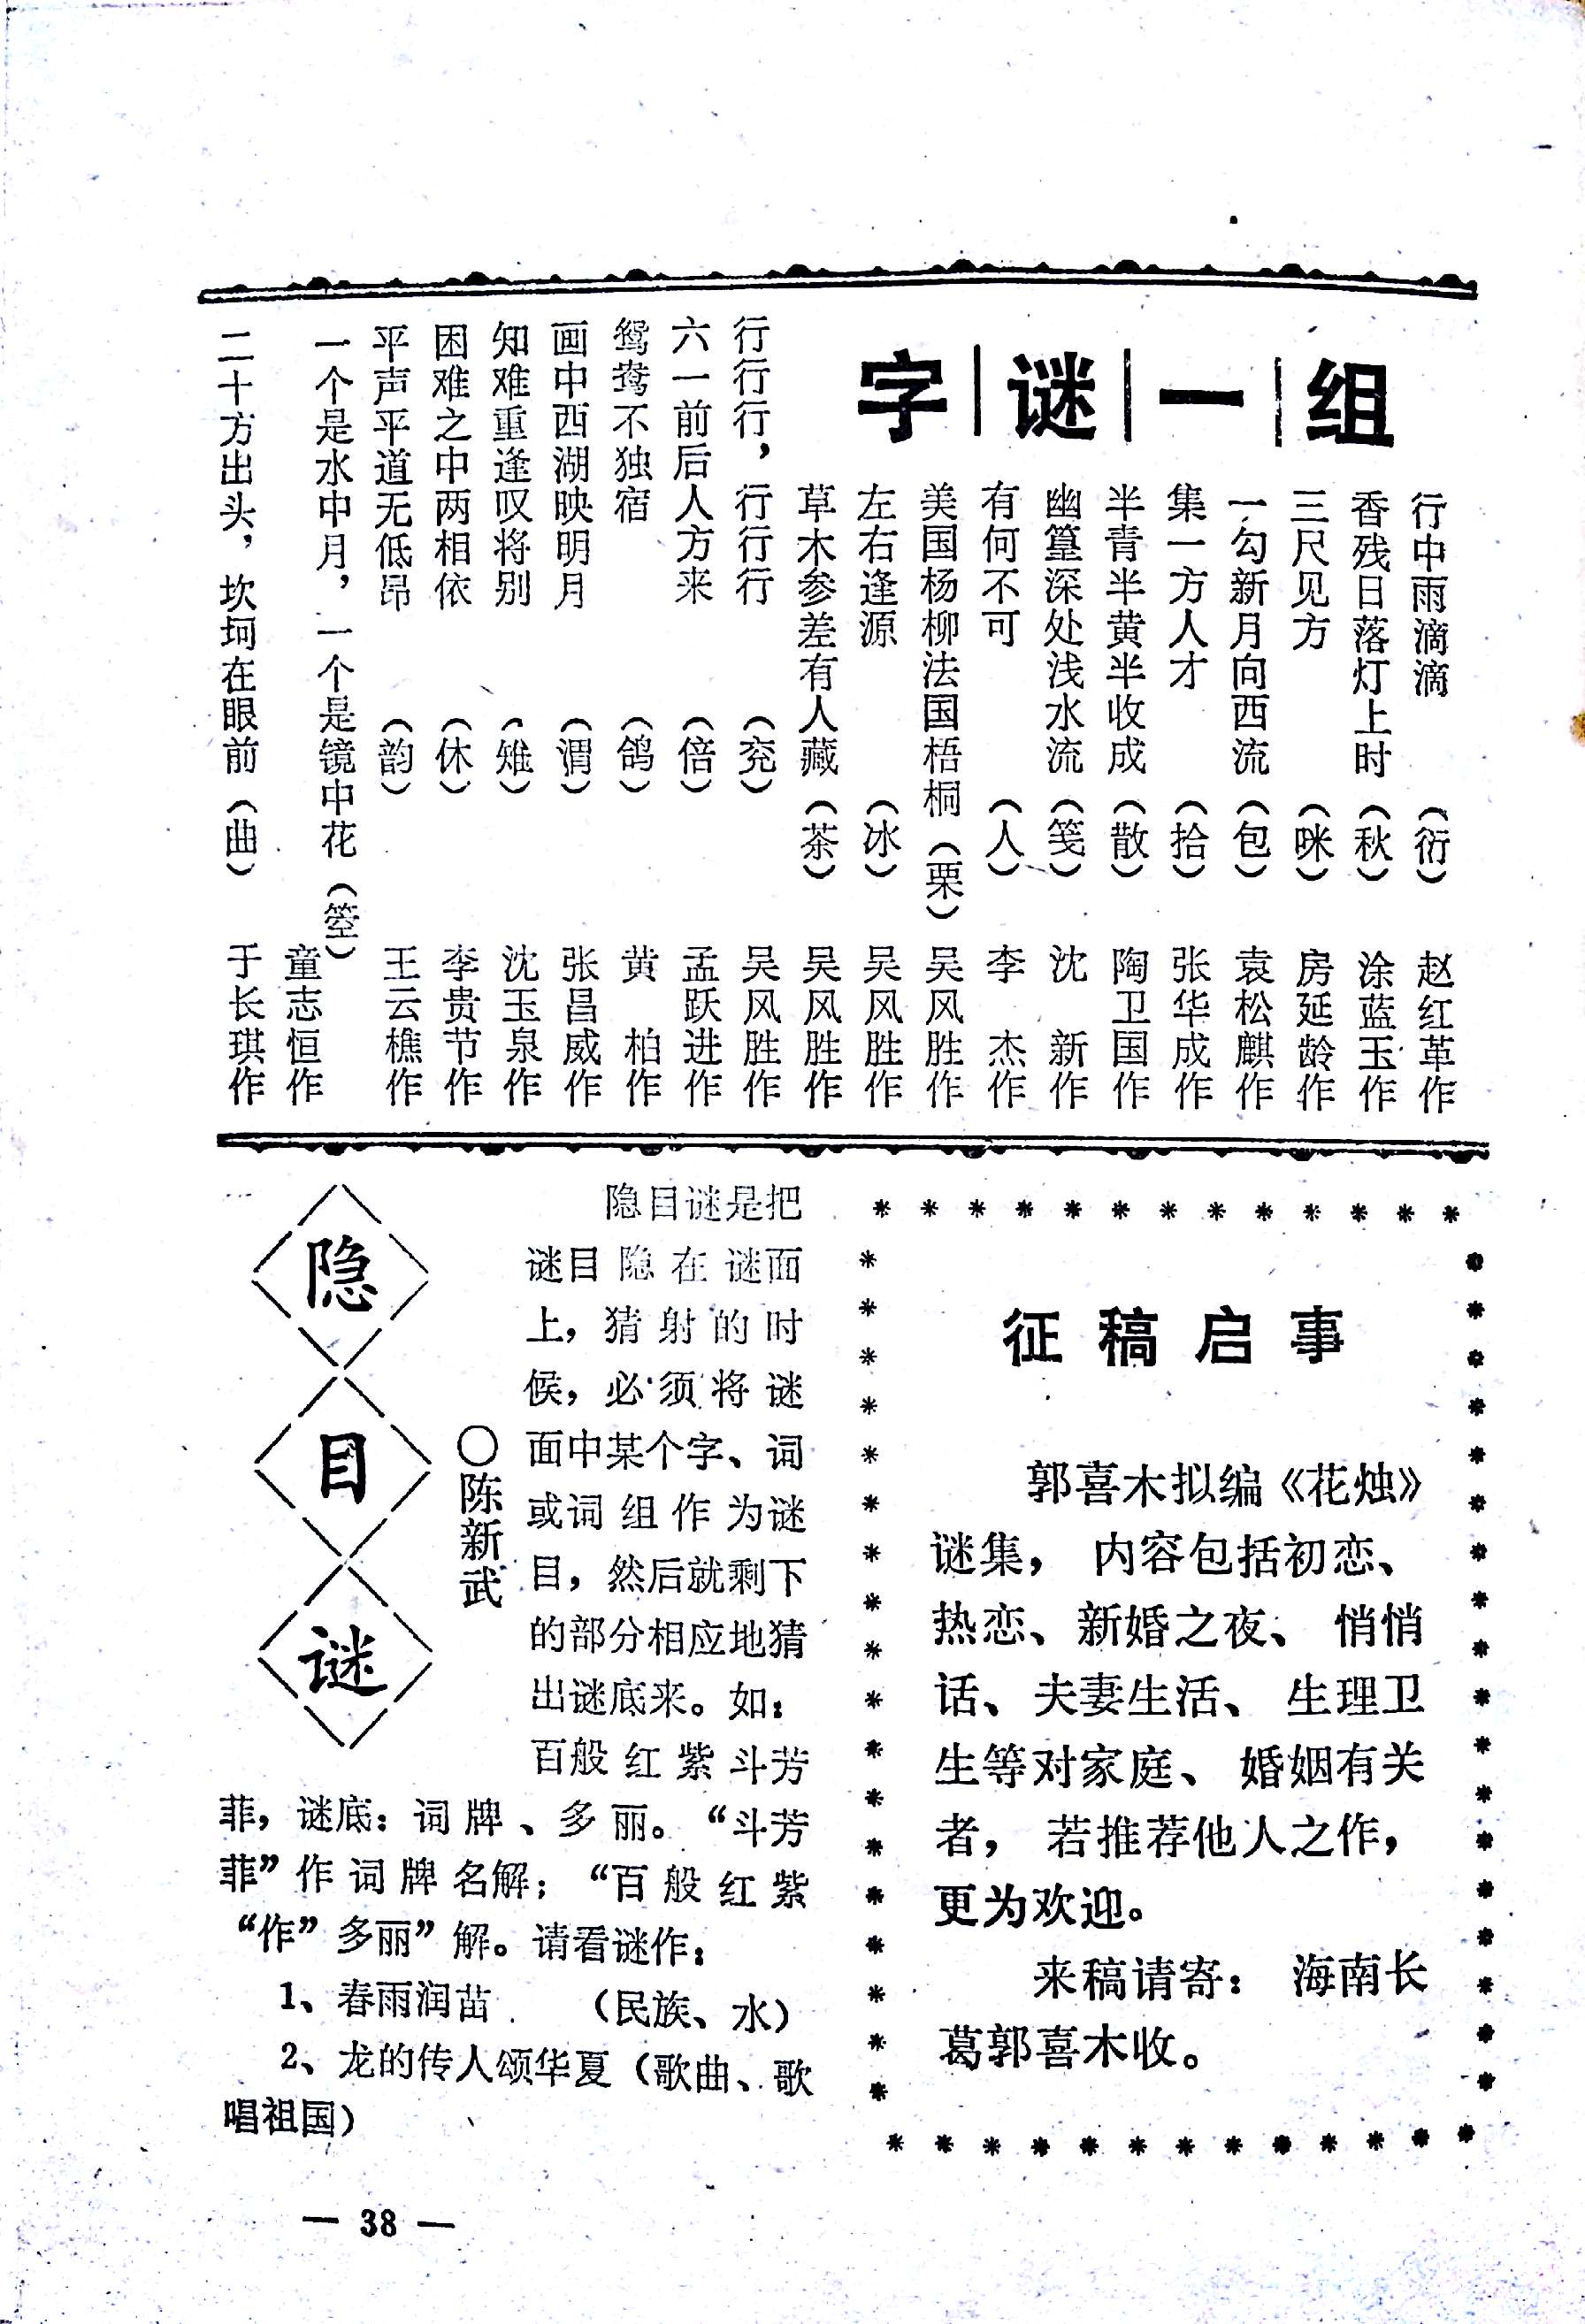 字谜一组
行中雨滴滴（衍）赵红革作
香残日落灯上时（秋）涂蓝玉作
三尺见方（咪）房延龄作
一勾新月向西流（包）袁松麒作
集一方人才（拾）张华成作
半青半黄半收成（散）陶卫国作
幽篁深处浅水流（笺）沈新作
有何不可（人）李杰作
美国杨柳法国梧桐（栗）吴风胜作
左右逢源（冰）吴风胜作
草木参差有人藏（茶）吴风胜作
行行行，行行行（兖）吴风胜作
六一前后人方来（倍）孟跃进作
鸳鸯不独宿（鸽）黄柏作
画中西湖映明月（渭）张昌威作
知难重逢叹将别（雉）沈玉泉作
困难之中两相依（休）李贵节作
平声平道无低昂（韵）王云樵作
一个是水中月，一个是镜中花（箜）童志恒作
二十方出头，坎坷在眼前（曲）于长琪作
隐目谜
〇陈新武
隐目谜是把
谜目隐在谜面
上，猜射的时
候，必须将谜
面中某个字、词
或词组作为谜
目，然后就剩下
的部分相应地猜
出谜底来。如：
百般红紫斗芳
菲，谜底：词牌、多丽。“斗芳
菲”作词牌名解；“百般红紫
“作”多丽”解。请看谜作：
1、春雨润苗（民族、水）
2、龙的传人颂华夏（歌曲、歌
唱祖国）
征稿启事
郭喜木拟编《花烛》
谜集，内容包括初恋、
热恋、新婚之夜、悄悄
话、夫妻生活、生理卫
生等对家庭、婚姻有关
者，若推荐他人之作，
更为欢迎。
来稿请寄：海南长
葛郭喜木收。
— 38 —